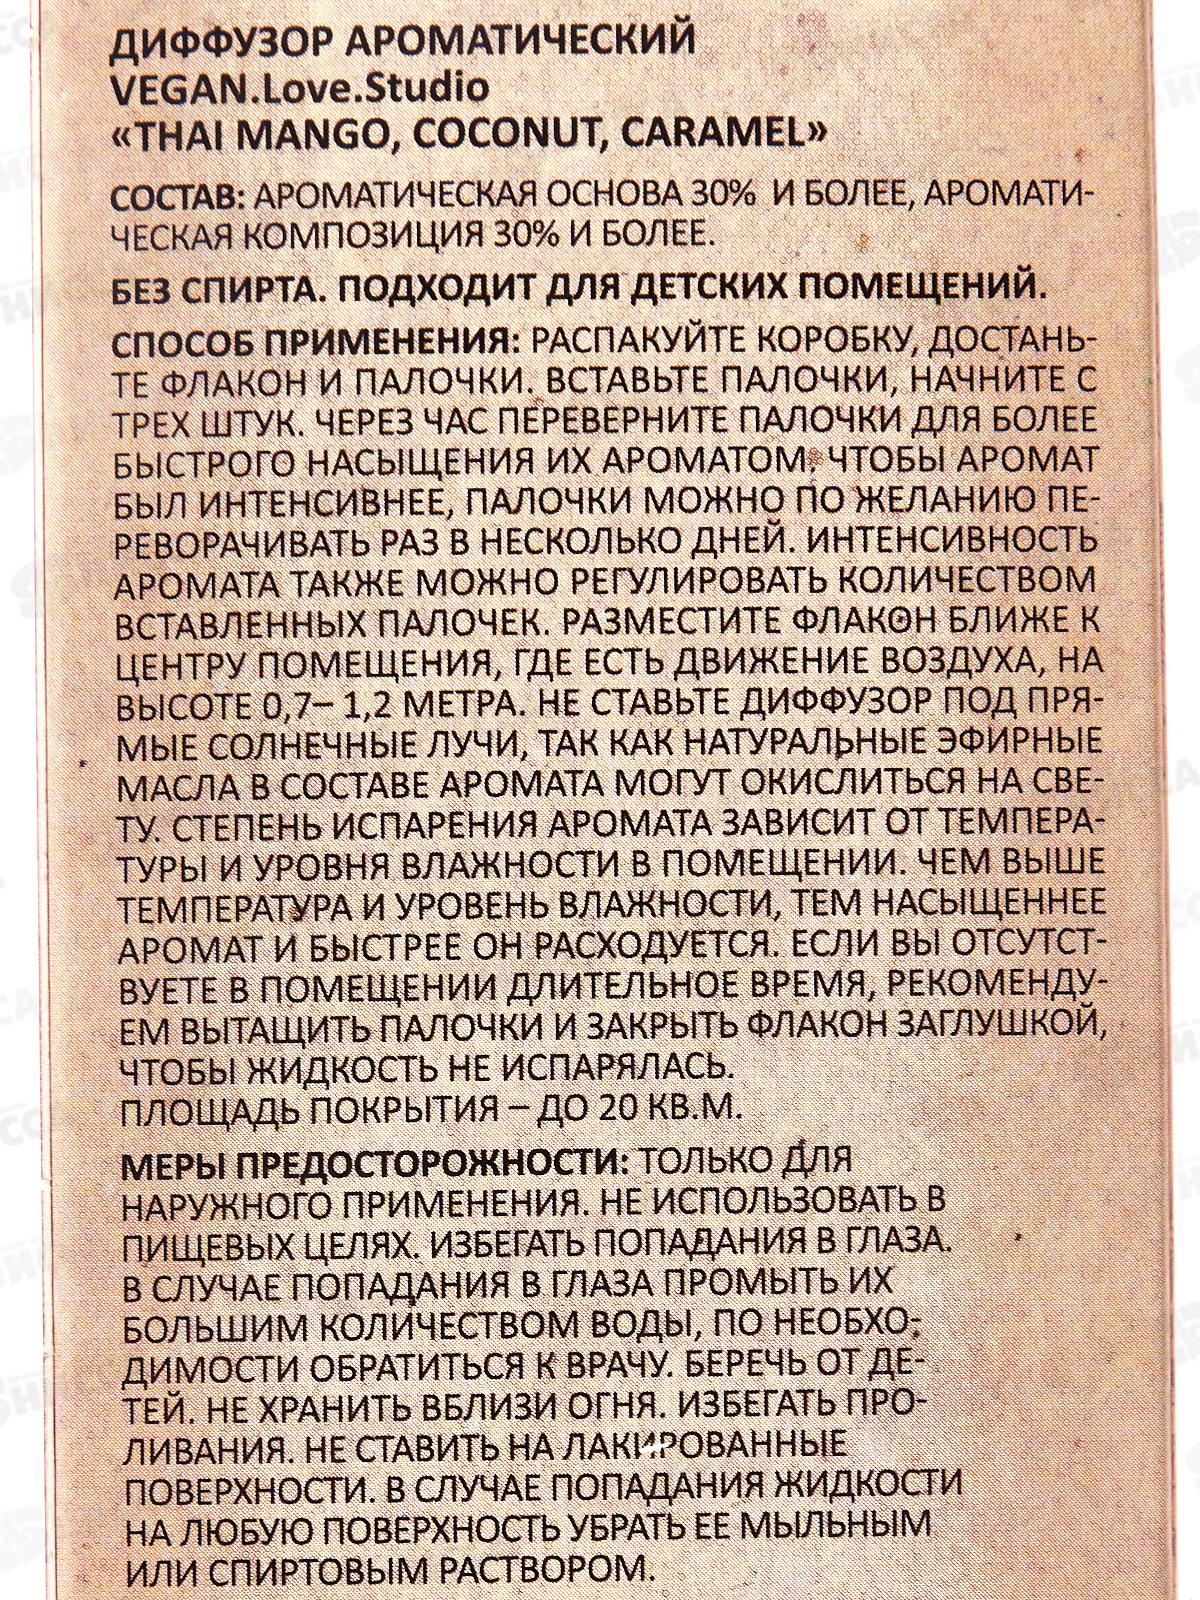 ДИФФУЗОР АРОМАТИЧЕСКИЙ
VEGAN.Love.Studio
«THAI MANGO, COCONUT, CARAMEL»
СОСТАВ: АРОМАТИЧЕСКАЯ ОСНОВА 30% И БОЛЕЕ, АРОМАТИ-
ЧЕСКАЯ КОМПОЗИЦИЯ 30% И БОЛЕЕ.
БЕЗ СПИРТА. ПОДХОДИТ ДЛЯ ДЕТСКИХ ПОМЕЩЕНИЙ.
СПОСОБ ПРИМЕНЕНИЯ: РАСПАКУЙТЕ КОРОБКУ, ДОСТАНЬ-
ТЕ ФЛАКОН И ПАЛОЧКИ. ВСТАВЬТЕ ПАЛОЧКИ, НАЧНИТЕ С
ТРЕХ ШТУК. ЧЕРЕЗ ЧАС ПЕРЕВЕРНИТЕ ПАЛОЧКИ ДЛЯ БОЛЕЕ
БЫСТРОГО НАСЫЩЕНИЯ ИХ АРОМАТОМ. ЧТОБЫ АРОМАТ
БЫЛ ИНТЕНСИВНЕЕ, ПАЛОЧКИ МОЖНО ПО ЖЕЛАНИЮ ПЕ-
РЕВОРАЧИВАТЬ РАЗ В НЕСКОЛЬКО ДНЕЙ. ИНТЕНСИВНОСТЬ
АРОМАТА ТАКЖЕ МОЖНО РЕГУЛИРОВАТЬ КОЛИЧЕСТВОМ
ВСТАВЛЕННЫХ ПАЛОЧЕК. РАЗМЕСТИТЕ ФЛАКОН БЛИЖЕ К
ЦЕНТРУ ПОМЕЩЕНИЯ, ГДЕ ЕСТЬ ДВИЖЕНИЕ ВОЗДУХА, НА
ВЫСОТЕ 0,7– 1,2 МЕТРА. НЕ СТАВЬТЕ ДИФФУЗОР ПОД ПРЯ-
МЫЕ СОЛНЕЧНЫЕ ЛУЧИ, ТАК КАК НАТУРАЛЬНЫЕ ЭФИРНЫЕ
МАСЛА В СОСТАВЕ АРОМАТА МОГУТ ОКИСЛИТЬСЯ НА СВЕ-
ТУ. СТЕПЕНЬ ИСПАРЕНИЯ АРОМАТА ЗАВИСИТ ОТ ТЕМПЕРА-
ТУРЫ И УРОВНЯ ВЛАЖНОСТИ В ПОМЕЩЕНИИ. ЧЕМ ВЫШЕ
ТЕМПЕРАТУРА И УРОВЕНЬ ВЛАЖНОСТИ, ТЕМ НАСЫЩЕННЕЕ
АРОМАТ И БЫСТРЕЕ ОН РАСХОДУЕТСЯ. ЕСЛИ ВЫ ОТСУТСТ-
ВУЕТЕ В ПОМЕЩЕНИИ ДЛИТЕЛЬНОЕ ВРЕМЯ, РЕКОМЕНДУ-
ЕМ ВЫТАЩИТЬ ПАЛОЧКИ И ЗАКРЫТЬ ФЛАКОН ЗАГЛУШКОЙ,
ЧТОБЫ ЖИДКОСТЬ НЕ ИСПАРЯЛАСЬ.
ПЛОЩАДЬ ПОКРЫТИЯ – ДО 20 КВ.М.
МЕРЫ ПРЕДОСТОРОЖНОСТИ: ТОЛЬКО ДЛЯ
НАРУЖНОГО ПРИМЕНЕНИЯ. НЕ ИСПОЛЬЗОВАТЬ В
ПИЩЕВЫХ ЦЕЛЯХ. ИЗБЕГАТЬ ПОПАДАНИЯ В ГЛАЗА.
В СЛУЧАЕ ПОПАДАНИЯ В ГЛАЗА ПРОМЫТЬ ИХ
БОЛЬШИМ КОЛИЧЕСТВОМ ВОДЫ, ПО НЕОБХО-
ДИМОСТИ ОБРАТИТЬСЯ К ВРАЧУ. БЕРЕЧЬ ОТ ДЕ-
ТЕЙ. НЕ ХРАНИТЬ ВБЛИЗИ ОГНЯ. ИЗБЕГАТЬ ПРО-
ЛИВАНИЯ. НЕ СТАВИТЬ НА ЛАКИРОВАННЫЕ
ПОВЕРХНОСТИ. В СЛУЧАЕ ПОПАДАНИЯ ЖИДКОСТИ
НА ЛЮБУЮ ПОВЕРХНОСТЬ УБРАТЬ ЕЕ МЫЛЬНЫМ
ИЛИ СПИРТОВЫМ РАСТВОРОМ.